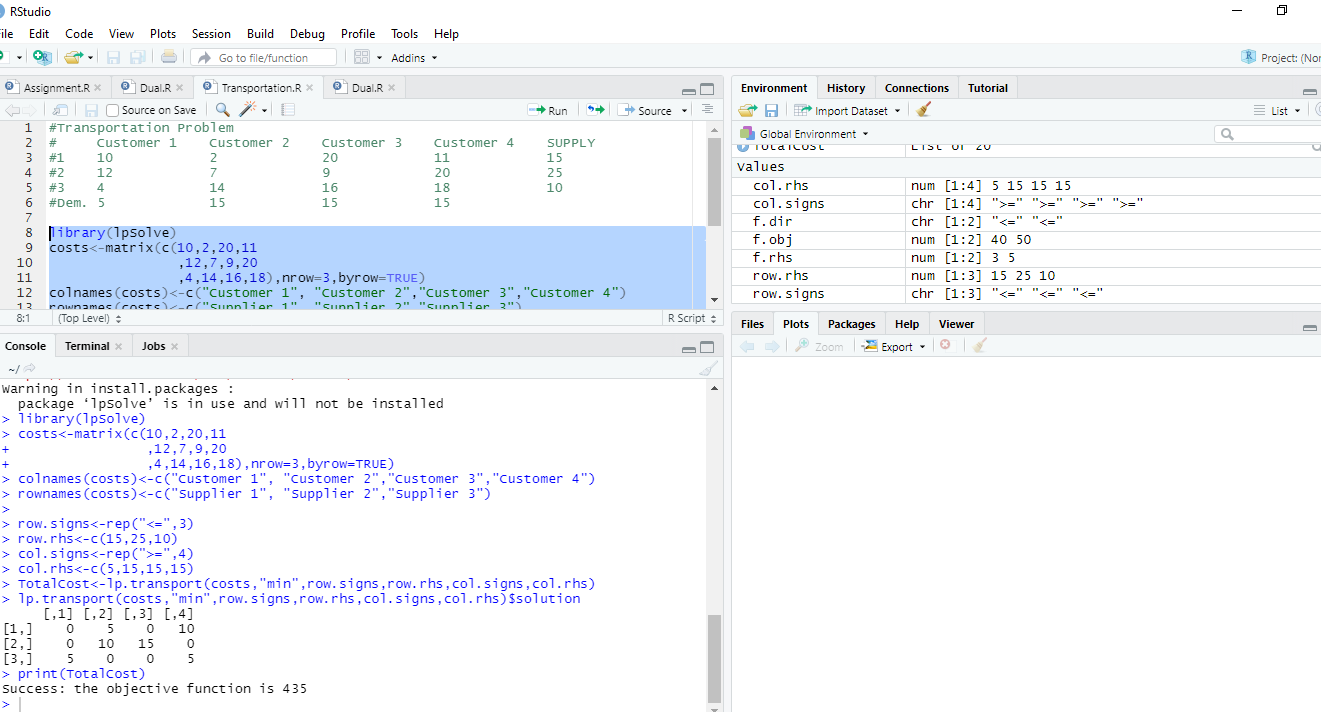 RStudio
File Edit Code View Plots Session Build Debug Profile Tools Help
Go to file/function Addins Project: (Nor
Assignment.R Dual.R Transportation.R Dual.R
Source on Save Run Source
1 #Transportation Problem
2 # Customer 1 Customer 2 Customer 3 Customer 4 SUPPLY
3 #1 10 2 20 11 15
4 #2 12 7 9 20 25
5 #3 4 14 16 18 10
6 #Dem. 5 15 15 15
7
8 library(lpSolve)
9 costs<-matrix(c(10,2,20,11
10 ,12,7,9,20
11 ,4,14,16,18),nrow=3,byrow=TRUE)
12 colnames(costs)<-c("Customer 1", "Customer 2","Customer 3","Customer 4")
13 rownames(costs)<-c("Supplier 1", "Supplier 2","Supplier 3")
8:1 (Top Level) R Script
Console Terminal Jobs
~/
Warning in install.packages :
package ‘lpSolve’ is in use and will not be installed
> library(lpSolve)
> costs<-matrix(c(10,2,20,11
+ ,12,7,9,20
+ ,4,14,16,18),nrow=3,byrow=TRUE)
> colnames(costs)<-c("Customer 1", "Customer 2","Customer 3","Customer 4")
> rownames(costs)<-c("Supplier 1", "Supplier 2","Supplier 3")
>
> row.signs<-rep("<=",3)
> row.rhs<-c(15,25,10)
> col.signs<-rep(">=",4)
> col.rhs<-c(5,15,15,15)
> TotalCost<-lp.transport(costs,"min",row.signs,row.rhs,col.signs,col.rhs)
> lp.transport(costs,"min",row.signs,row.rhs,col.signs,col.rhs)$solution
[,1] [,2] [,3] [,4]
[1,] 0 5 0 10
[2,] 0 10 15 0
[3,] 5 0 0 5
> print(TotalCost)
Success: the objective function is 435
>
Environment History Connections Tutorial
Import Dataset List
Global Environment
TotalCost List of 20
Values
col.rhs num [1:4] 5 15 15 15
col.signs chr [1:4] ">=" ">=" ">=" ">="
f.dir chr [1:2] "<=" "<="
f.obj num [1:2] 40 50
f.rhs num [1:2] 3 5
row.rhs num [1:3] 15 25 10
row.signs chr [1:3] "<=" "<=" "<="
Files Plots Packages Help Viewer
Zoom Export